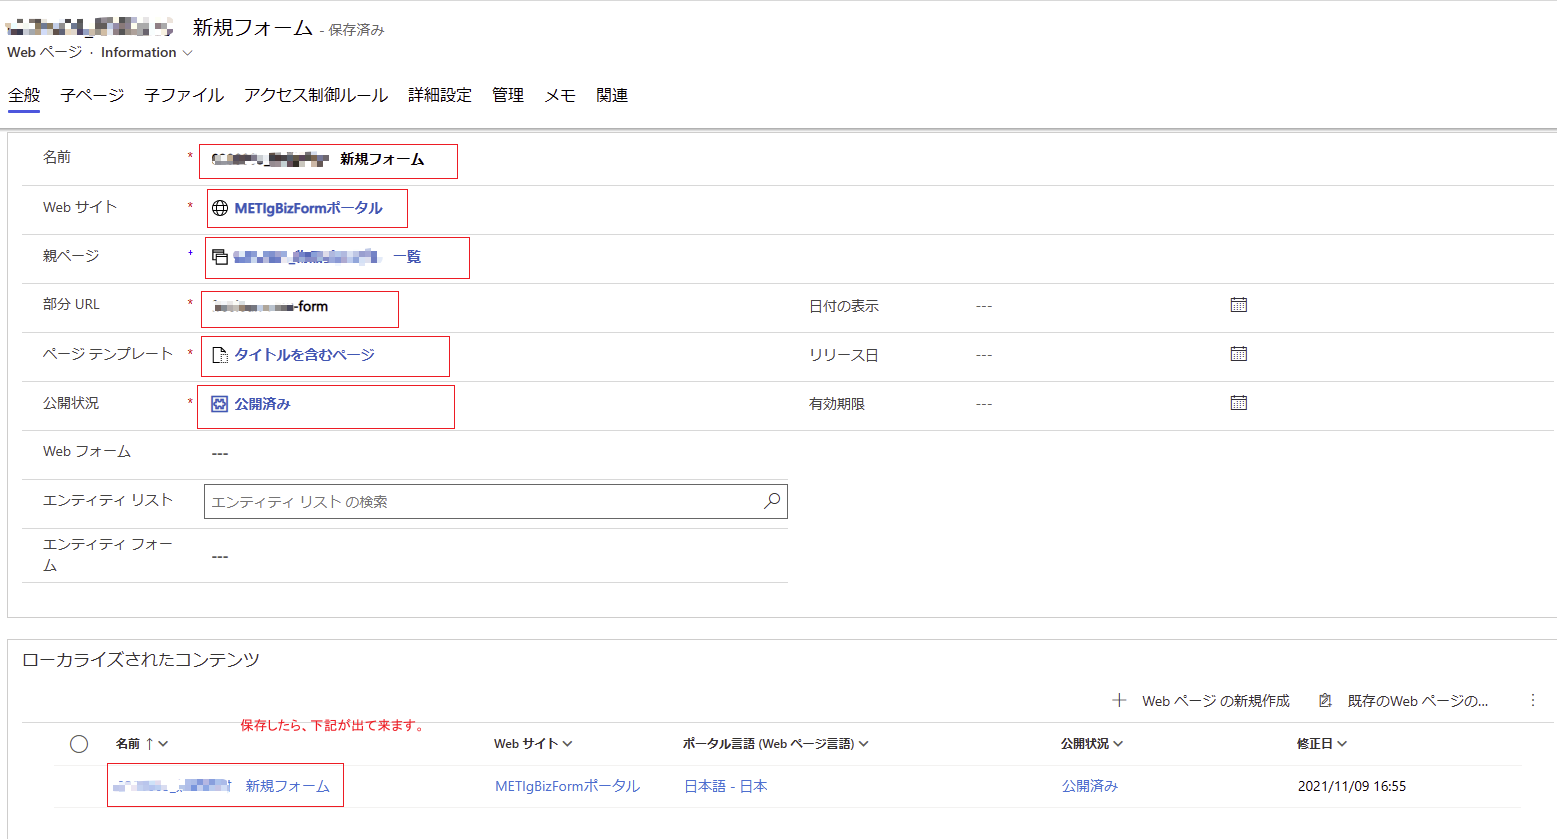 新規フォーム - 保存済み
Web ページ · Information
全般 子ページ 子ファイル アクセス制御ルール 詳細設定 管理 メモ 関連
名前 * 新規フォーム
Web サイト * METIgBizFormポータル
親ページ + 一覧
部分 URL * -form 日付の表示 ---
ページ テンプレート * タイトルを含むページ リリース日 ---
公開状況 * 公開済み 有効期限 ---
Web フォーム ---
エンティティ リスト エンティティ リスト の検索
エンティティ フォー
ム ---
ローカライズされたコンテンツ
Web ページ の新規作成 既存のWeb ページの...
保存したら、下記が出て来ます。
名前 ↑ Web サイト ポータル言語 (Web ページ言語) 公開状況 修正日
新規フォーム METIgBizFormポータル 日本語 - 日本 公開済み 2021/11/09 16:55